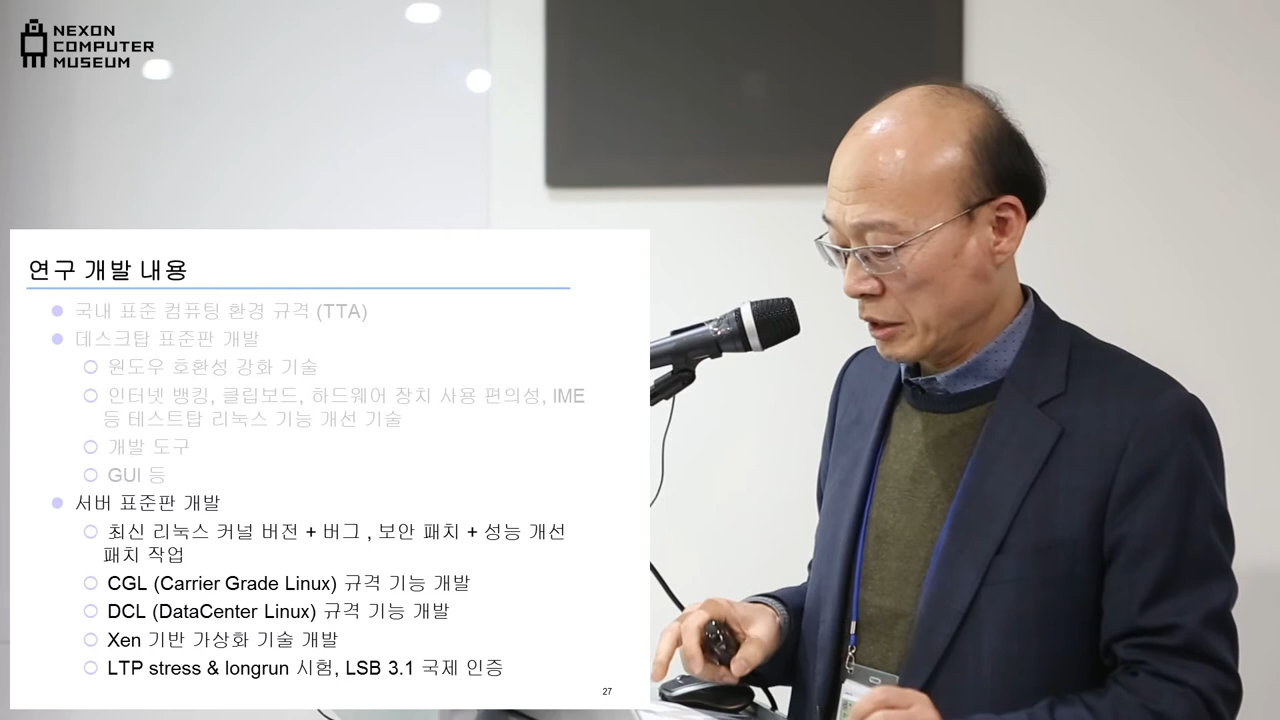 NEXON
COMPUTER
MUSEUM
연구 개발 내용
국내 표준 컴퓨팅 환경 규격 (TTA)
데스크탑 표준판 개발
윈도우 호환성 강화 기술
인터넷 뱅킹, 클립보드, 하드웨어 장치 사용 편의성, IME
등 테스트탑 리눅스 기능 개선 기술
개발 도구
GUI 등
서버 표준판 개발
최신 리눅스 커널 버전 + 버그 , 보안 패치 + 성능 개선
패치 작업
CGL (Carrier Grade Linux) 규격 기능 개발
DCL (DataCenter Linux) 규격 기능 개발
Xen 기반 가상화 기술 개발
LTP stress & longrun 시험, LSB 3.1 국제 인증
27